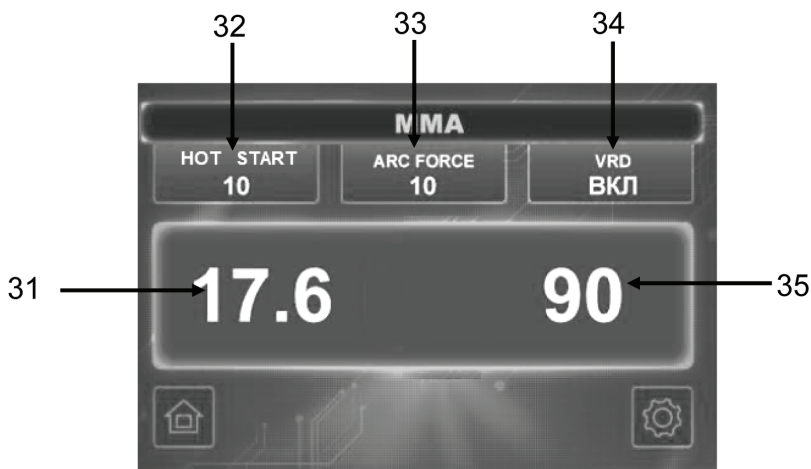 32 33 34
MMA
HOT START ARC FORCE VRD
10 10 ВКЛ
31 17.6 90 35